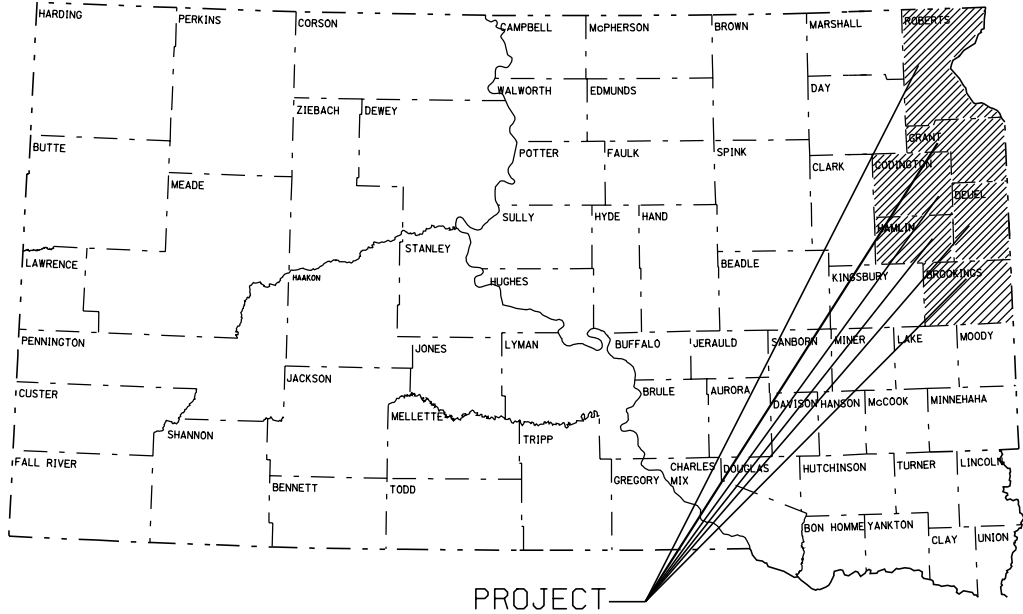 HARDING
PERKINS
CORSON
CAMPBELL
McPHERSON
BROWN
MARSHALL
ROBERTS
WALWORTH
EDMUNDS
DAY
ZIEBACH
DEWEY
GRANT
BUTTE
POTTER
FAULK
SPINK
CLARK
CODINGTON
MEADE
DEUEL
SULLY
HYDE
HAND
HAMLIN
STANLEY
LAWRENCE
HAAKON
HUGHES
BEADLE
KINGSBURY
BROOKINGS
PENNINGTON
JONES
LYMAN
BUFFALO
JERAULD
SANBORN
MINER
LAKE
MOODY
JACKSON
CUSTER
BRULE
AURORA
DAVISON
HANSON
McCOOK
MINNEHAHA
MELLETTE
SHANNON
TRIPP
FALL RIVER
GREGORY
CHARLES
MIX
DOUGLAS
HUTCHINSON
TURNER
LINCOLN
BENNETT
TODD
BON HOMME
YANKTON
CLAY
UNION
PROJECT